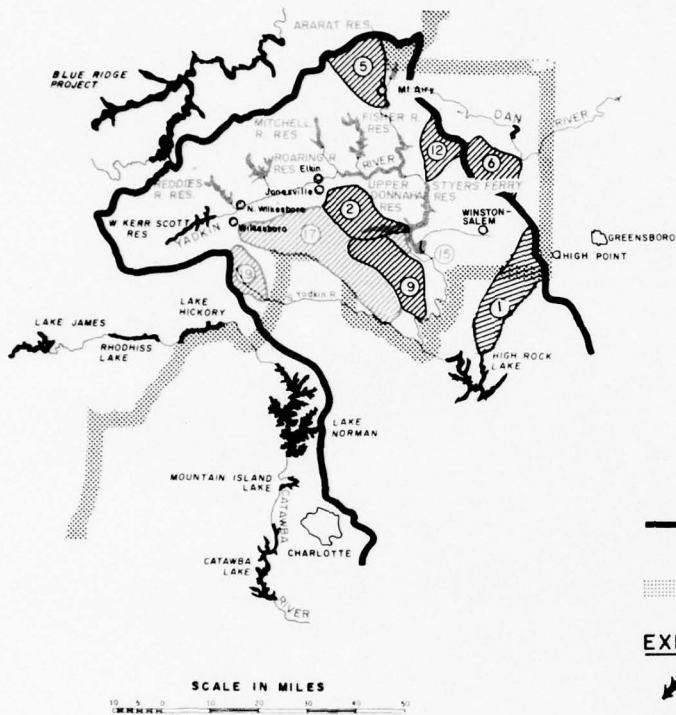 ARARAT RES.
BLUE RIDGE
PROJECT
5
Mt. Airy
DAN
RIVER
MITCHELL
R. RES
FISHER R.
RES
12
6
ROARING R.
RES
RIVER
Elkin
Jonesville
REDDIES
R. RES
N. Wilkesboro
UPPER
DONNAHA
RES
STYERS FERRY
RES
W. KERR SCOTT
RES
YADKIN
Wilkesboro
2
WINSTON-
SALEM
GREENSBORO
17
15
HIGH POINT
9
1
LAKE
HICKORY
Yadkin R.
LAKE JAMES
RHODHISS
LAKE
HIGH ROCK
LAKE
LAKE
NORMAN
MOUNTAIN ISLAND
LAKE
CATAWBA
CHARLOTTE
CATAWBA
LAKE
RIVER
SCALE IN MILES
10 5 0 10 20 30 40 50